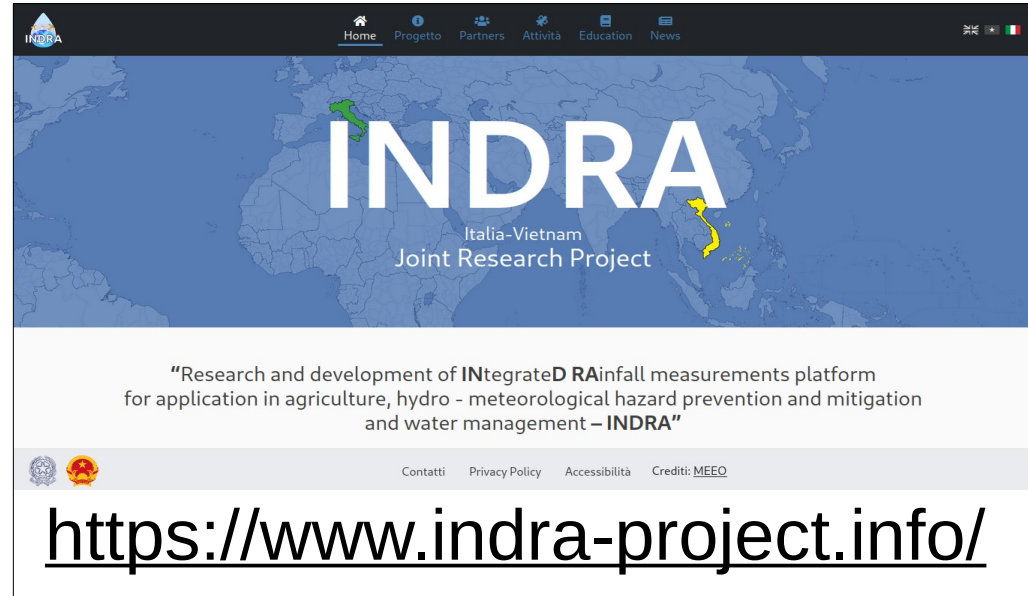 INDRA
Home Progetto Partners Attività Education News
INDRA
Italia-Vietnam
Joint Research Project
“Research and development of INtegrateD RAinfall measurements platform
for application in agriculture, hydro - meteorological hazard prevention and mitigation
and water management – INDRA”
Contatti Privacy Policy Accessibilità Crediti: MEEO
https://www.indra-project.info/